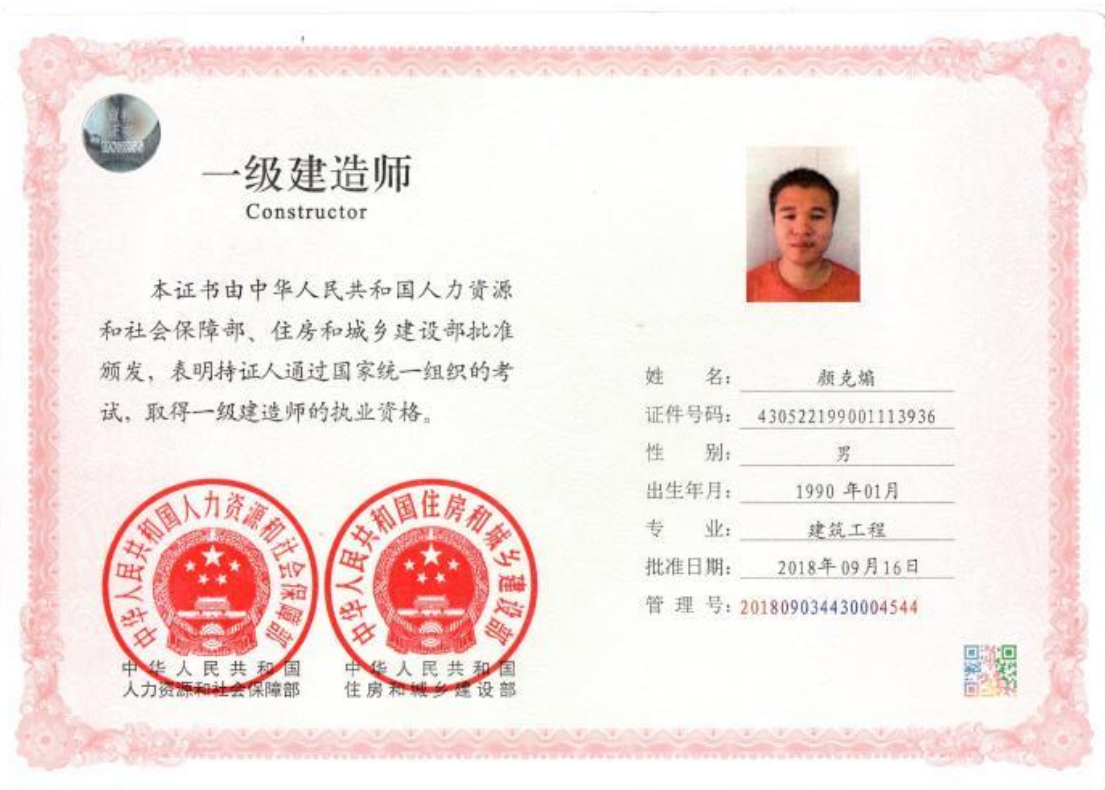 一级建造师
Constructor
本证书由中华人民共和国人力资源
和社会保障部、住房和城乡建设部批准
颁发，表明持证人通过国家统一组织的考
试，取得一级建造师的执业资格。
中华人民共和国人力资源和社会保障部
中华人民共和国住房和城乡建设部
中华人民共和国
人力资源和社会保障部
中华人民共和国
住房和城乡建设部
姓 名： 颜克煸
证件号码： 430522199001113936
性 别： 男
出生年月： 1990 年01月
专 业： 建筑工程
批准日期： 2018年09月16日
管 理 号：201809034430004544